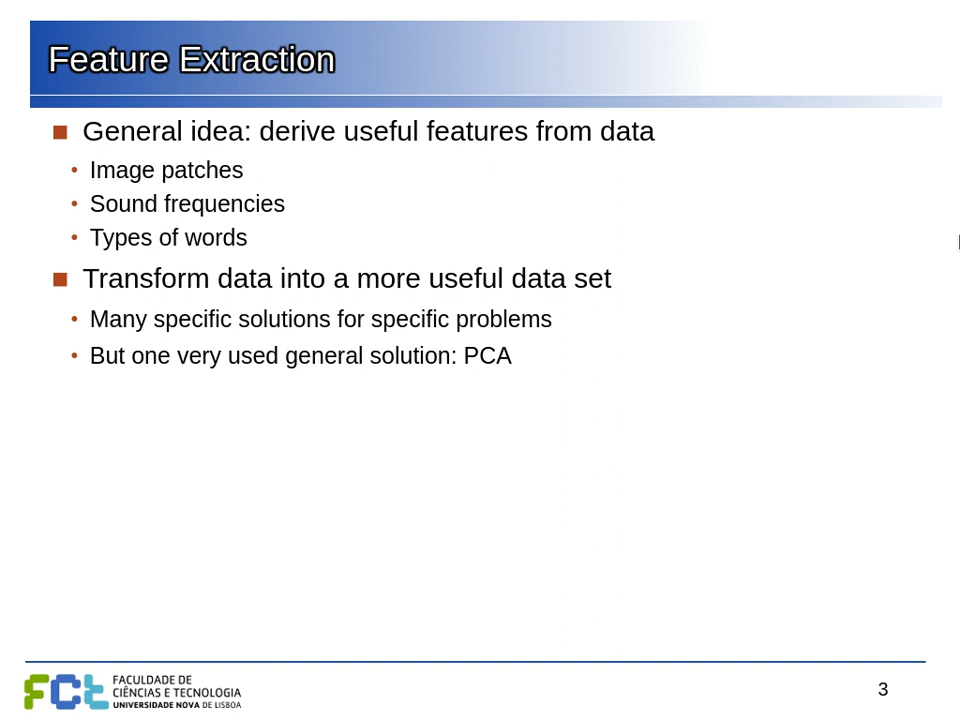 Feature Extraction
General idea: derive useful features from data
Image patches
Sound frequencies
Types of words
Transform data into a more useful data set
Many specific solutions for specific problems
But one very used general solution: PCA
FCT
FACULDADE DE
CIÊNCIAS E TECNOLOGIA
UNIVERSIDADE NOVA DE LISBOA
3